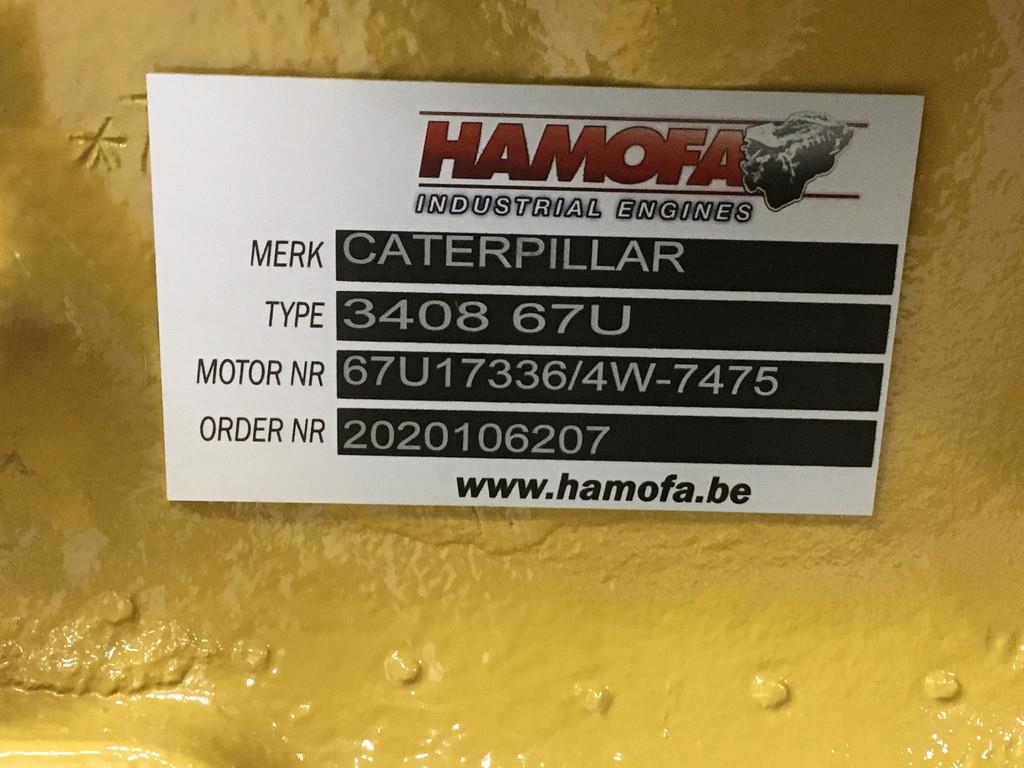 HAMOFA
INDUSTRIAL ENGINES
MERK CATERPILLAR
TYPE 3408 67U
MOTOR NR 67U17336/4W-7475
ORDER NR 2020106207
www.hamofa.be